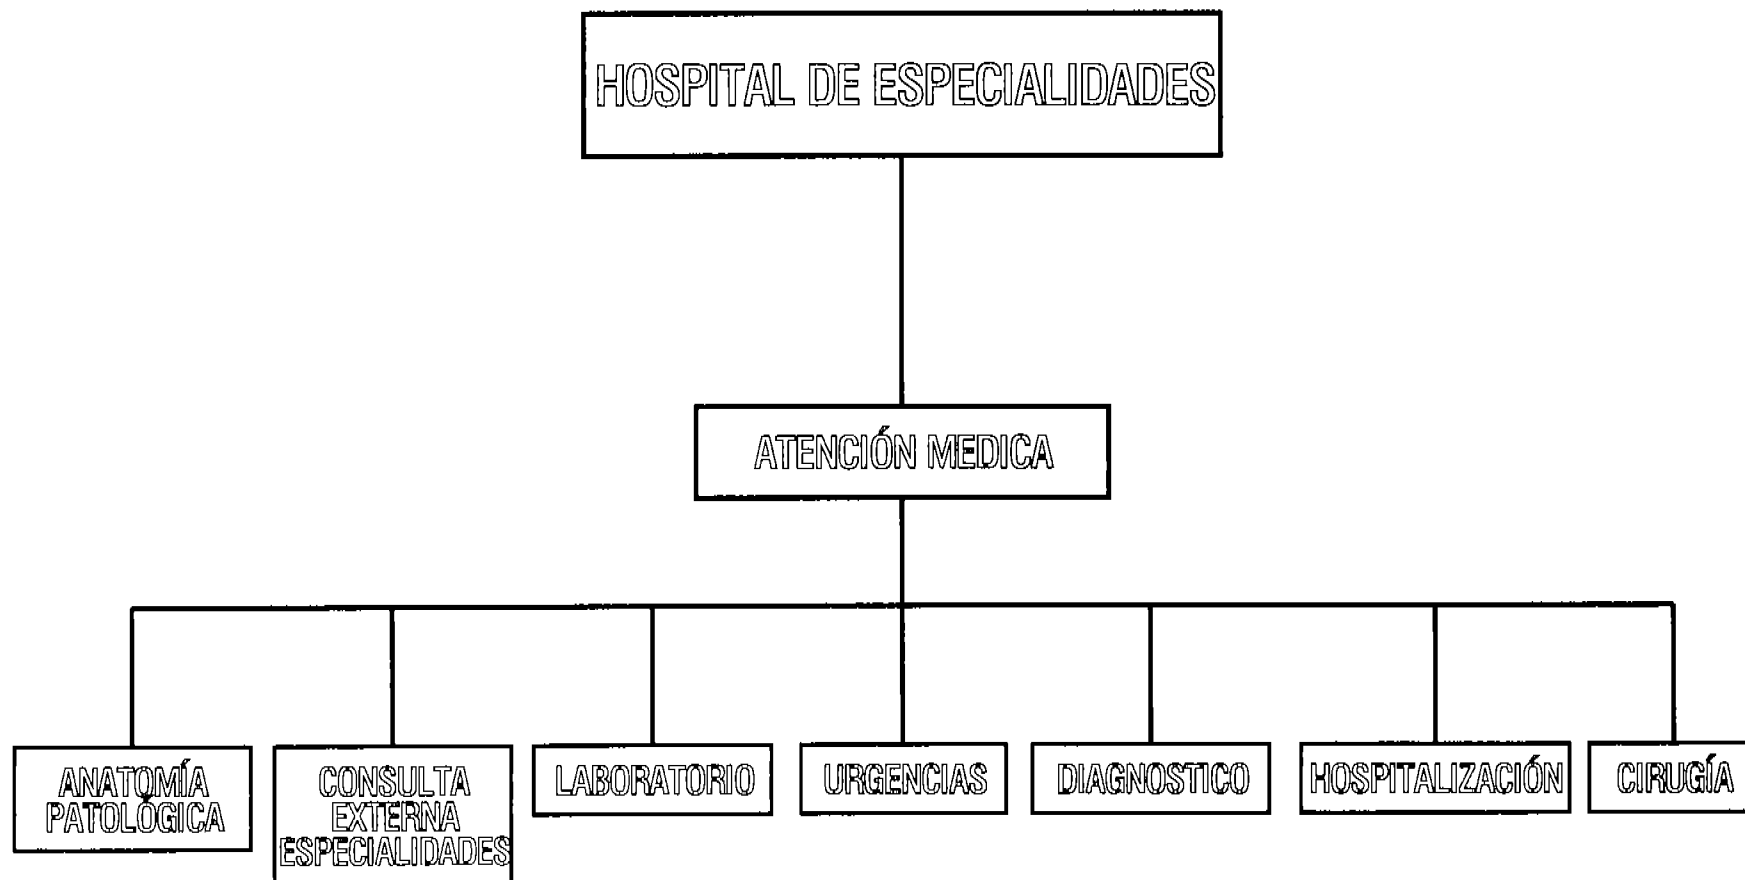 HOSPITAL DE ESPECIALIDADES
ATENCIÓN MEDICA
ANATOMÍA
PATOLÓGICA
CONSULTA
EXTERNA
ESPECIALIDADES
LABORATORIO
URGENCIAS
DIAGNOSTICO
HOSPITALIZACIÓN
CIRUGÍA